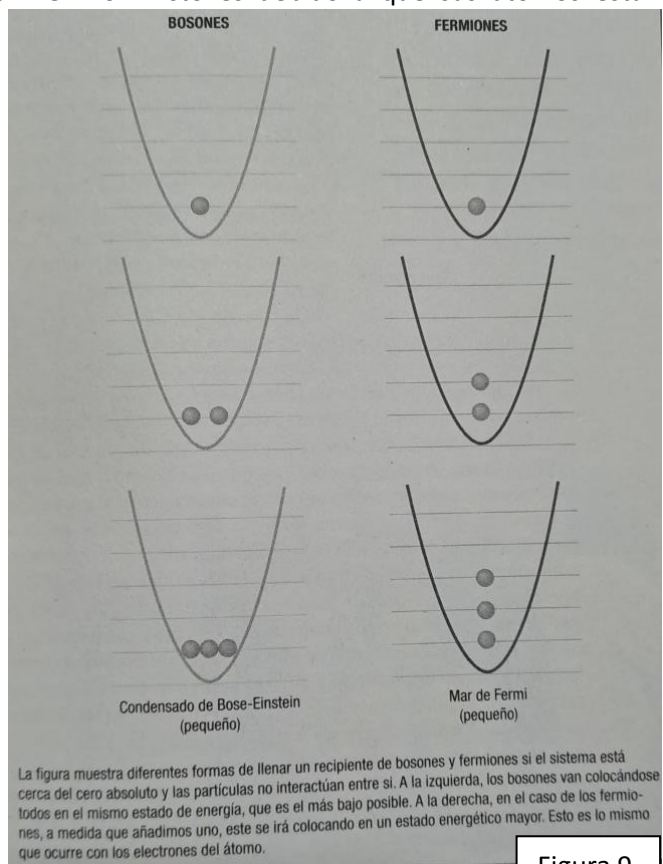 BOSONES
FERMIONES
Condensado de Bose-Einstein
(pequeño)
Mar de Fermi
(pequeño)
La figura muestra diferentes formas de llenar un recipiente de bosones y fermiones si el sistema está
cerca del cero absoluto y las partículas no interactúan entre sí. A la izquierda, los bosones van colocándose
todos en el mismo estado de energía, que es el más bajo posible. A la derecha, en el caso de los fermio-
nes, a medida que añadimos uno, este se irá colocando en un estado energético mayor. Esto es lo mismo
que ocurre con los electrones del átomo.